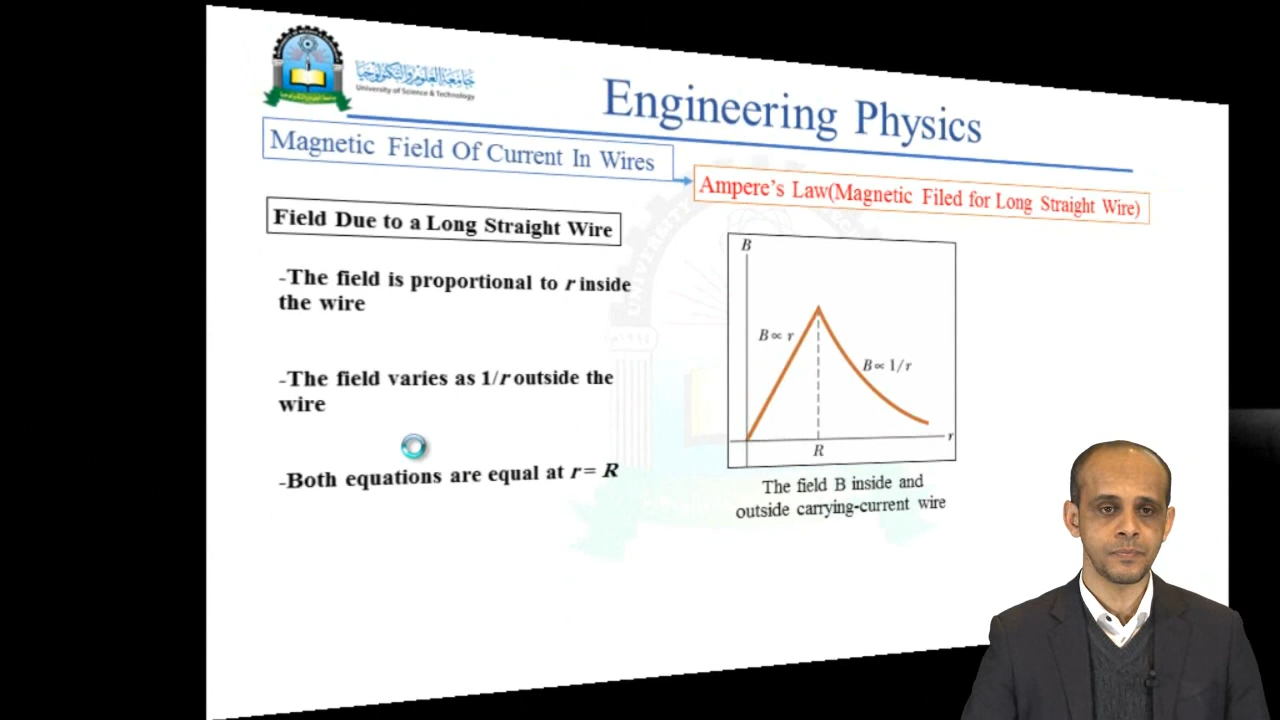 جامعة العلوم والتكنولوجيا
University of Science & Technology
Engineering Physics
Magnetic Field Of Current In Wires
Ampere's Law(Magnetic Filed for Long Straight Wire)
Field Due to a Long Straight Wire
-The field is proportional to r inside
the wire
-The field varies as 1/r outside the
wire
-Both equations are equal at r = R
B
B∝ r
B∝ 1/r
r
R
The field B inside and
outside carrying-current wire